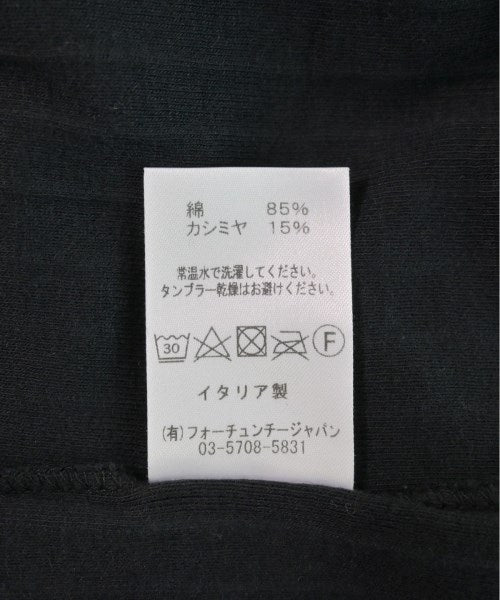 綿 85%
カシミヤ 15%
常温水で洗濯してください。
タンブラー乾燥はお避けください。
30 F
イタリア製
(有)フォーチュンチージャパン
03-5708-5831